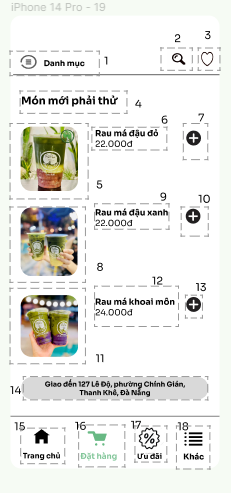 iPhone 14 Pro - 19
2
3
Danh mục
1
Món mới phải thử
4
6
7
Rau má đậu đỏ
22.000đ
5
9
10
Rau má đậu xanh
22.000đ
8
12
13
Rau má khoai môn
24.000đ
11
14
Giao đến 127 Lê Độ, phường Chính Gián,
Thanh Khê, Đà Nẵng
15
16
17
18
Trang chủ
Đặt hàng
Ưu đãi
Khác